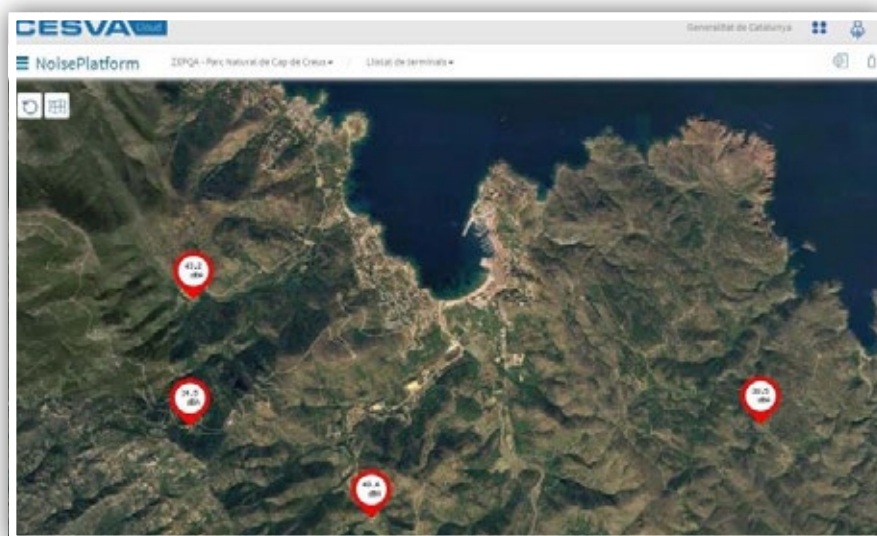 CESVA Cloud
Generalitat de Catalunya
NoisePlatform
ZEPQA - Parc Natural de Cap de Creus
Llistat de terminals
43.2
dBA
dBA
40.4
dBA
dBA